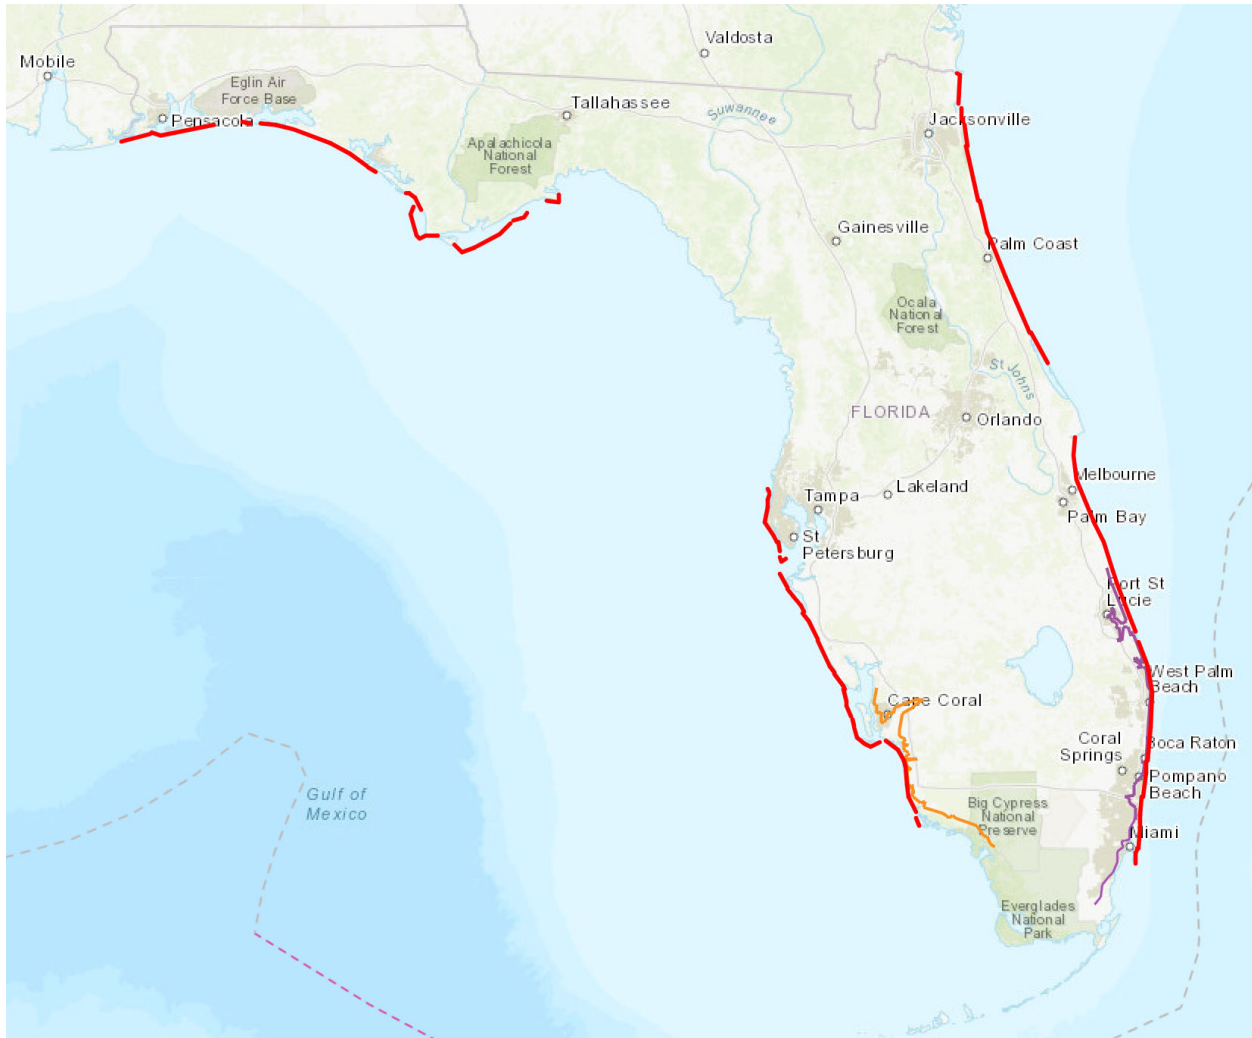 Valdosta
Mobile
Eglin Air
Force Base
Tallahassee
Suwannee
Pensacola
Jacksonville
Apalachicola
National
Forest
Gainesville
Palm Coast
Ocala
National
Forest
St Johns
FLORIDA
Orlando
Melbourne
Lakeland
Tampa
Palm Bay
St
Petersburg
Port St
Lucie
West Palm
Beach
Cape Coral
Coral
Springs
Boca Raton
Pompano
Beach
Gulf of
Mexico
Big Cypress
National
Preserve
Miami
Everglades
National
Park